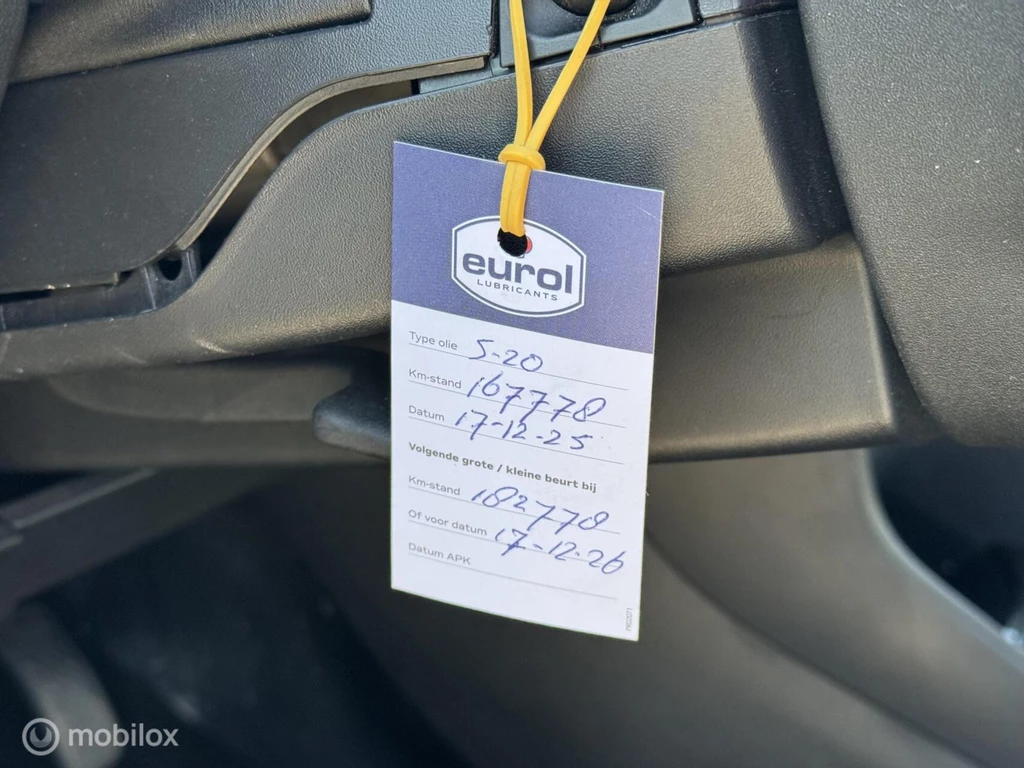 eurol
LUBRICANTS
Type olie 5-20
Km-stand 167778
Datum 17-12-25
Volgende grote / kleine beurt bij
Km-stand 182778
Of voor datum 17-12-26
Datum APK
mobilox